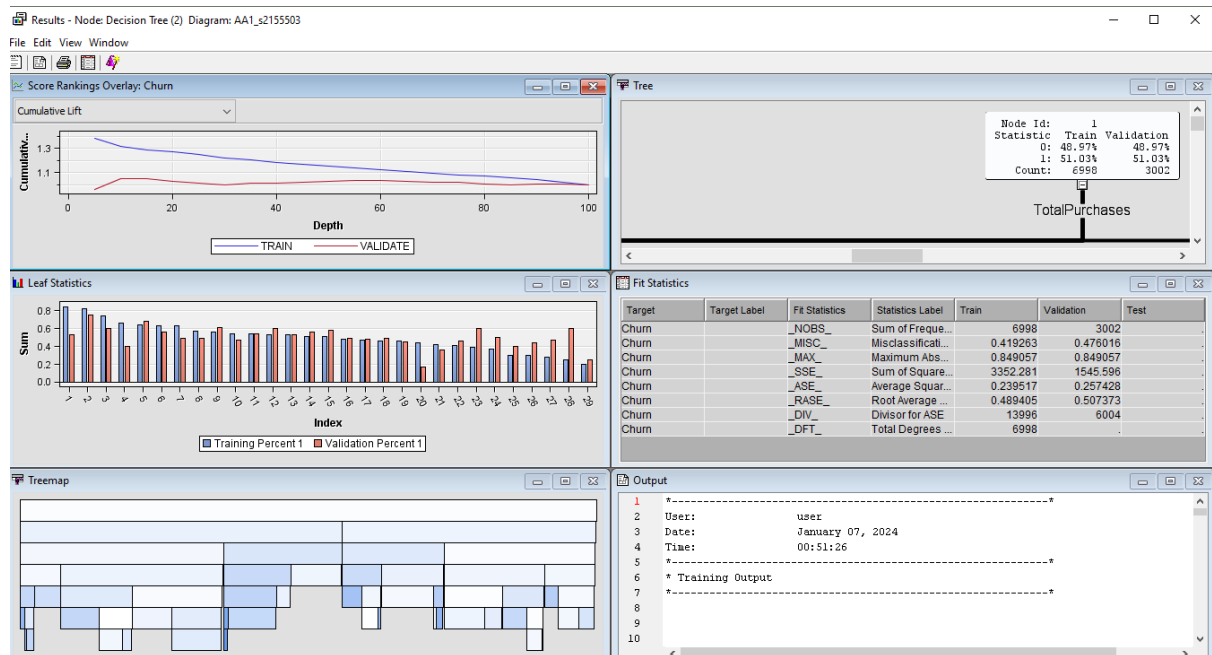 Results - Node: Decision Tree (2) Diagram: AA1_s2155503
File Edit View Window
Score Rankings Overlay: Churn
Cumulative Lift
Cumulativ...
1.3
1.1
0 20 40 60 80 100
Depth
TRAIN VALIDATE
Tree
Node Id: 1
Statistic Train Validation
0: 48.97% 48.97%
1: 51.03% 51.03%
Count: 6998 3002
TotalPurchases
Leaf Statistics
Sum
0.8
0.6
0.4
0.2
0.0
1 2 3 4 5 6 7 8 9 10 11 12 13 14 15 16 17 18 19 20 21 22 23 24 25 26 27 28 29
Index
Training Percent 1 Validation Percent 1
Fit Statistics
Target Target Label Fit Statistics Statistics Label Train Validation Test
Churn _NOBS_ Sum of Freque... 6998 3002 .
Churn _MISC_ Misclassificati... 0.419263 0.476016 .
Churn _MAX_ Maximum Abs... 0.849057 0.849057 .
Churn _SSE_ Sum of Square... 3352.281 1545.596 .
Churn _ASE_ Average Squar... 0.239517 0.257428 .
Churn _RASE_ Root Average ... 0.489405 0.507373 .
Churn _DIV_ Divisor for ASE 13996 6004 .
Churn _DFT_ Total Degrees ... 6998 . .
Treemap
Output
1 *------------------------------------------------------------*
2 User: user
3 Date: January 07, 2024
4 Time: 00:51:26
5 *------------------------------------------------------------*
6 * Training Output
7 *------------------------------------------------------------*
8
9
10